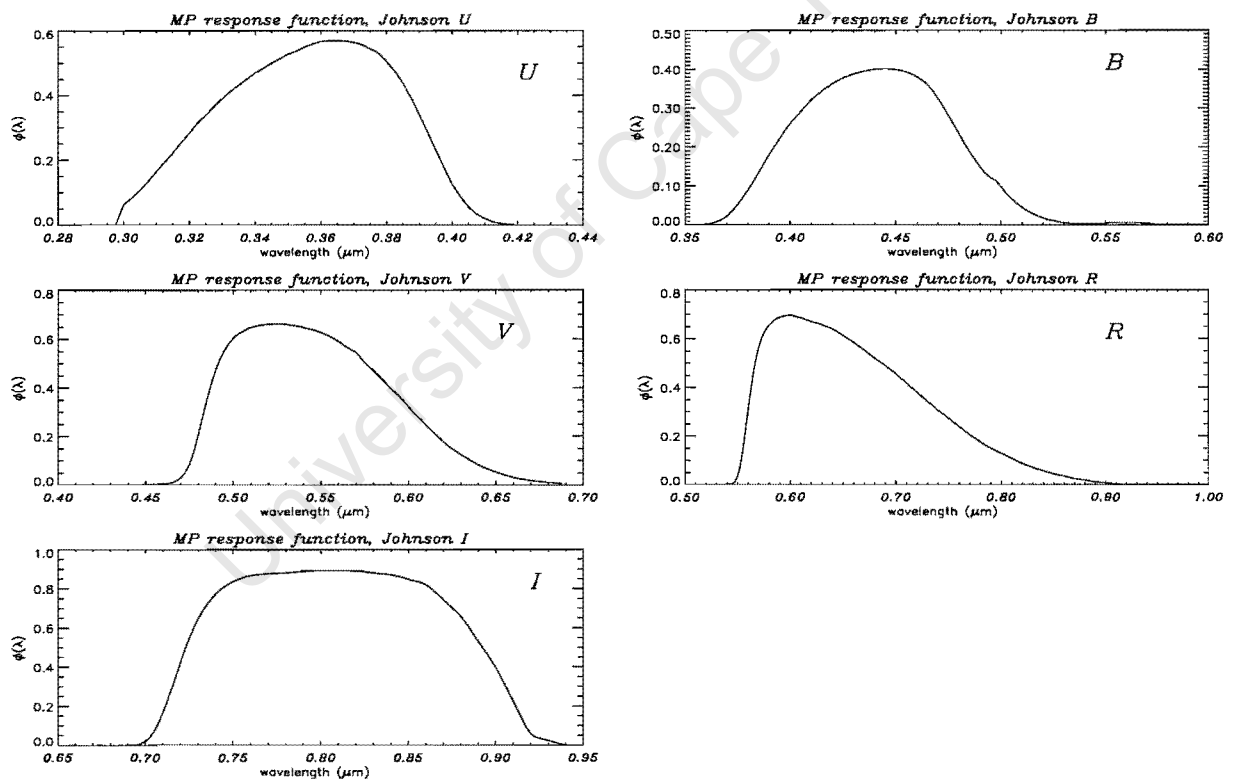 MP response function, Johnson U
0.6
0.4
0.2
0.0
φ(λ)
U
0.28 0.30 0.32 0.34 0.36 0.38 0.40 0.42 0.44
wavelength (μm)
MP response function, Johnson B
0.50
0.40
0.30
0.20
0.10
0.00
φ(λ)
B
0.35 0.40 0.45 0.50 0.55 0.60
wavelength (μm)
MP response function, Johnson V
0.8
0.6
0.4
0.2
0.0
φ(λ)
V
0.40 0.45 0.50 0.55 0.60 0.65 0.70
wavelength (μm)
MP response function, Johnson R
0.8
0.6
0.4
0.2
0.0
φ(λ)
R
0.50 0.60 0.70 0.80 0.90 1.00
wavelength (μm)
MP response function, Johnson I
1.0
0.8
0.6
0.4
0.2
0.0
φ(λ)
I
0.65 0.70 0.75 0.80 0.85 0.90 0.95
wavelength (μm)
University of Cape